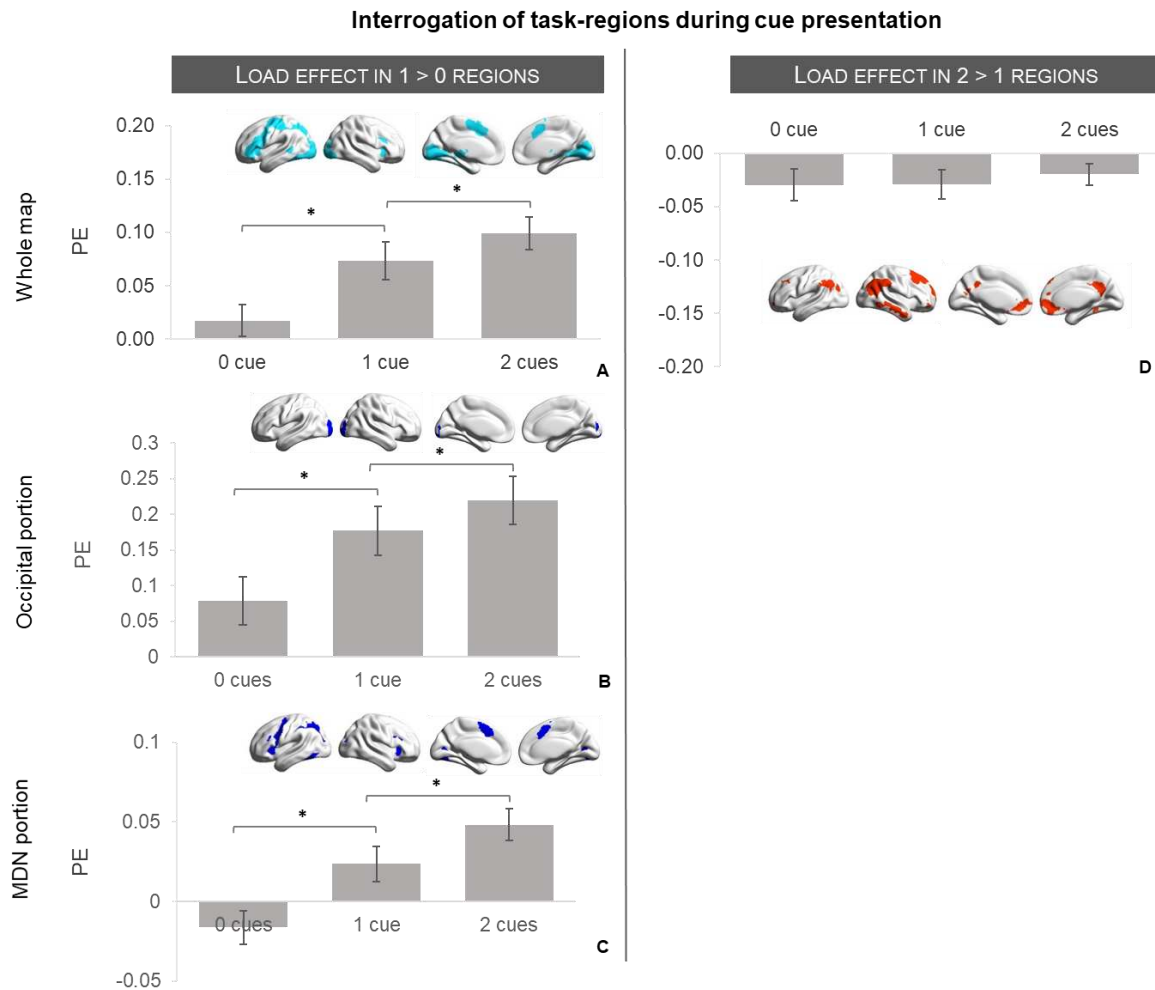 Interrogation of task-regions during cue presentation
LOAD EFFECT IN 1 > 0 REGIONS
Whole map
PE
0.20
0.15
0.10
0.05
0.00
*
*
0 cue
1 cue
2 cues
A
Occipital portion
PE
0.3
0.25
0.2
0.15
0.1
0.05
0
*
*
0 cues
1 cue
2 cues
B
MDN portion
PE
0.1
0.05
0
-0.05
*
*
0 cues
1 cue
2 cues
C
LOAD EFFECT IN 2 > 1 REGIONS
0 cue
1 cue
2 cues
0.00
-0.05
-0.10
-0.15
-0.20
D